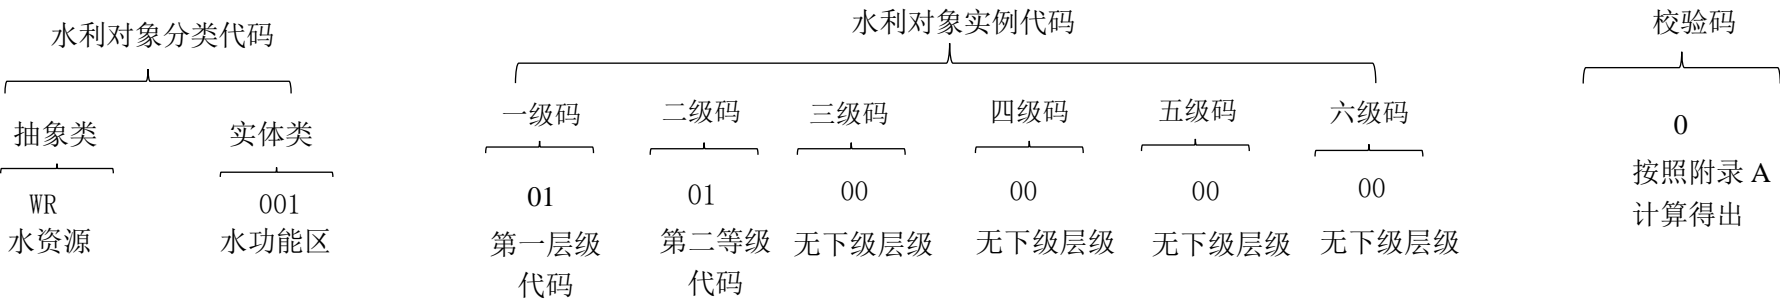 水利对象分类代码
水利对象实例代码
校验码
抽象类
实体类
一级码
二级码
三级码
四级码
五级码
六级码
WR
水资源
001
水功能区
01
第一层级
代码
01
第二等级
代码
00
无下级层级
00
无下级层级
00
无下级层级
00
无下级层级
0
按照附录 A
计算得出